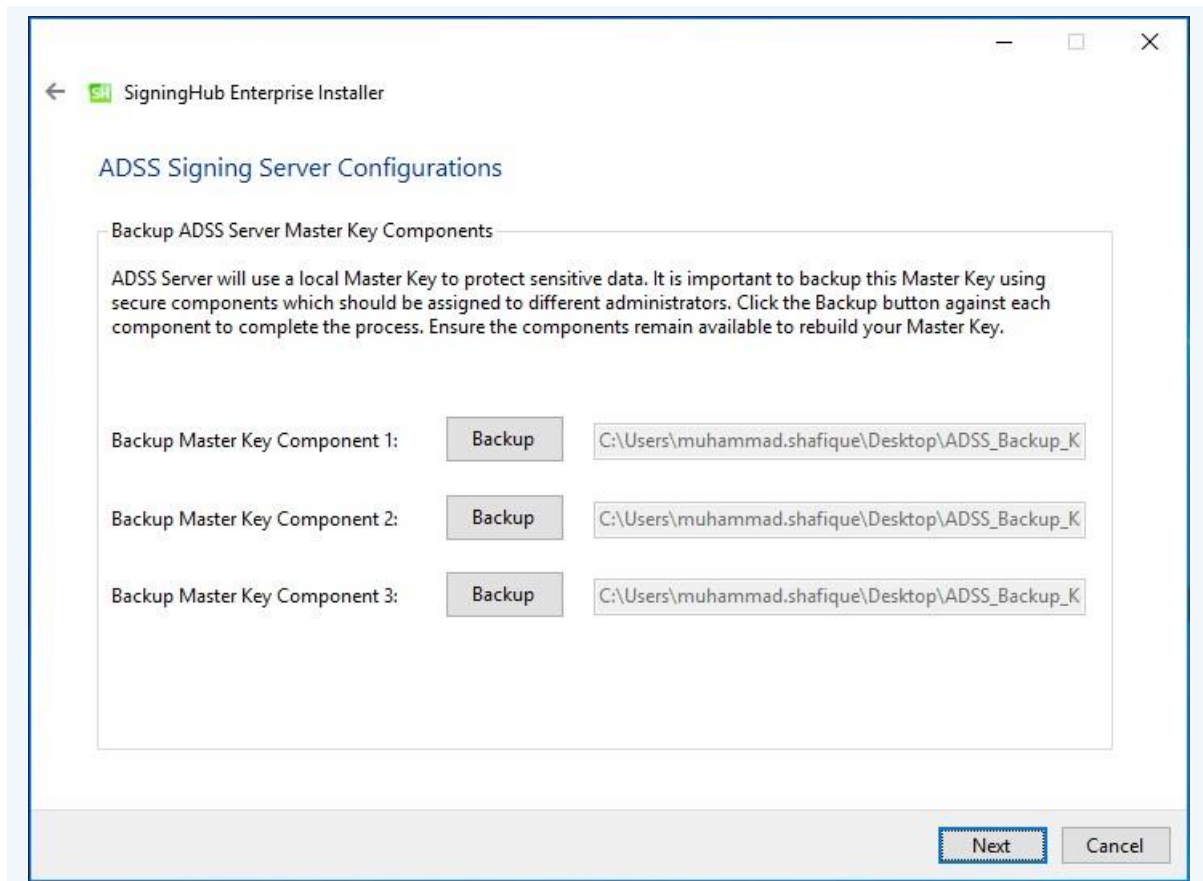 SH SigningHub Enterprise Installer
ADSS Signing Server Configurations
Backup ADSS Server Master Key Components
ADSS Server will use a local Master Key to protect sensitive data. It is important to backup this Master Key using
secure components which should be assigned to different administrators. Click the Backup button against each
component to complete the process. Ensure the components remain available to rebuild your Master Key.
Backup Master Key Component 1: Backup C:\Users\muhammad.shafique\Desktop\ADSS_Backup_K
Backup Master Key Component 2: Backup C:\Users\muhammad.shafique\Desktop\ADSS_Backup_K
Backup Master Key Component 3: Backup C:\Users\muhammad.shafique\Desktop\ADSS_Backup_K
Next Cancel